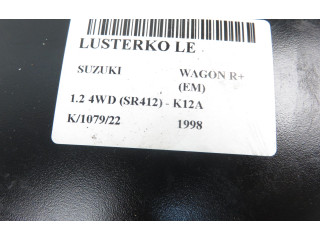 LUSTERKO LE
SUZUKI WAGON R+
(EM)
1.2 4WD (SR412) - K12A
K/1079/22 1998